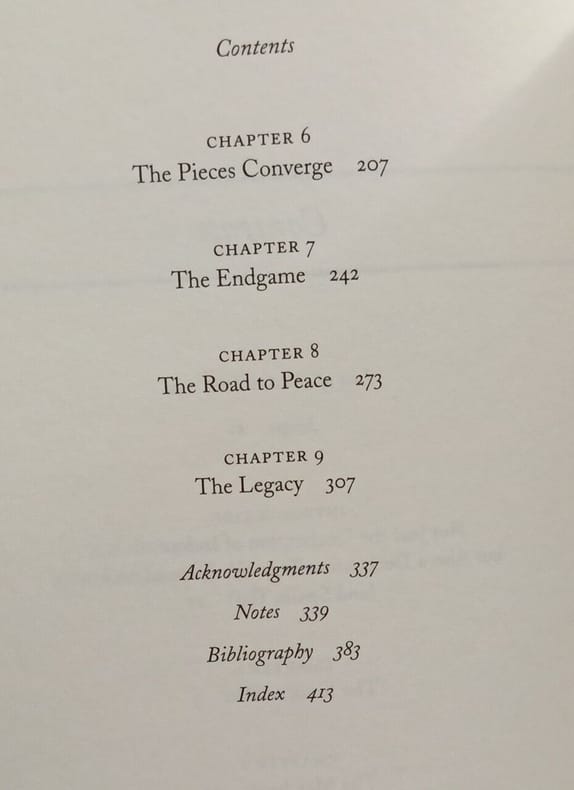 Contents
CHAPTER 6
The Pieces Converge 207
CHAPTER 7
The Endgame 242
CHAPTER 8
The Road to Peace 273
CHAPTER 9
The Legacy 307
Acknowledgments 337
Notes 339
Bibliography 383
Index 413